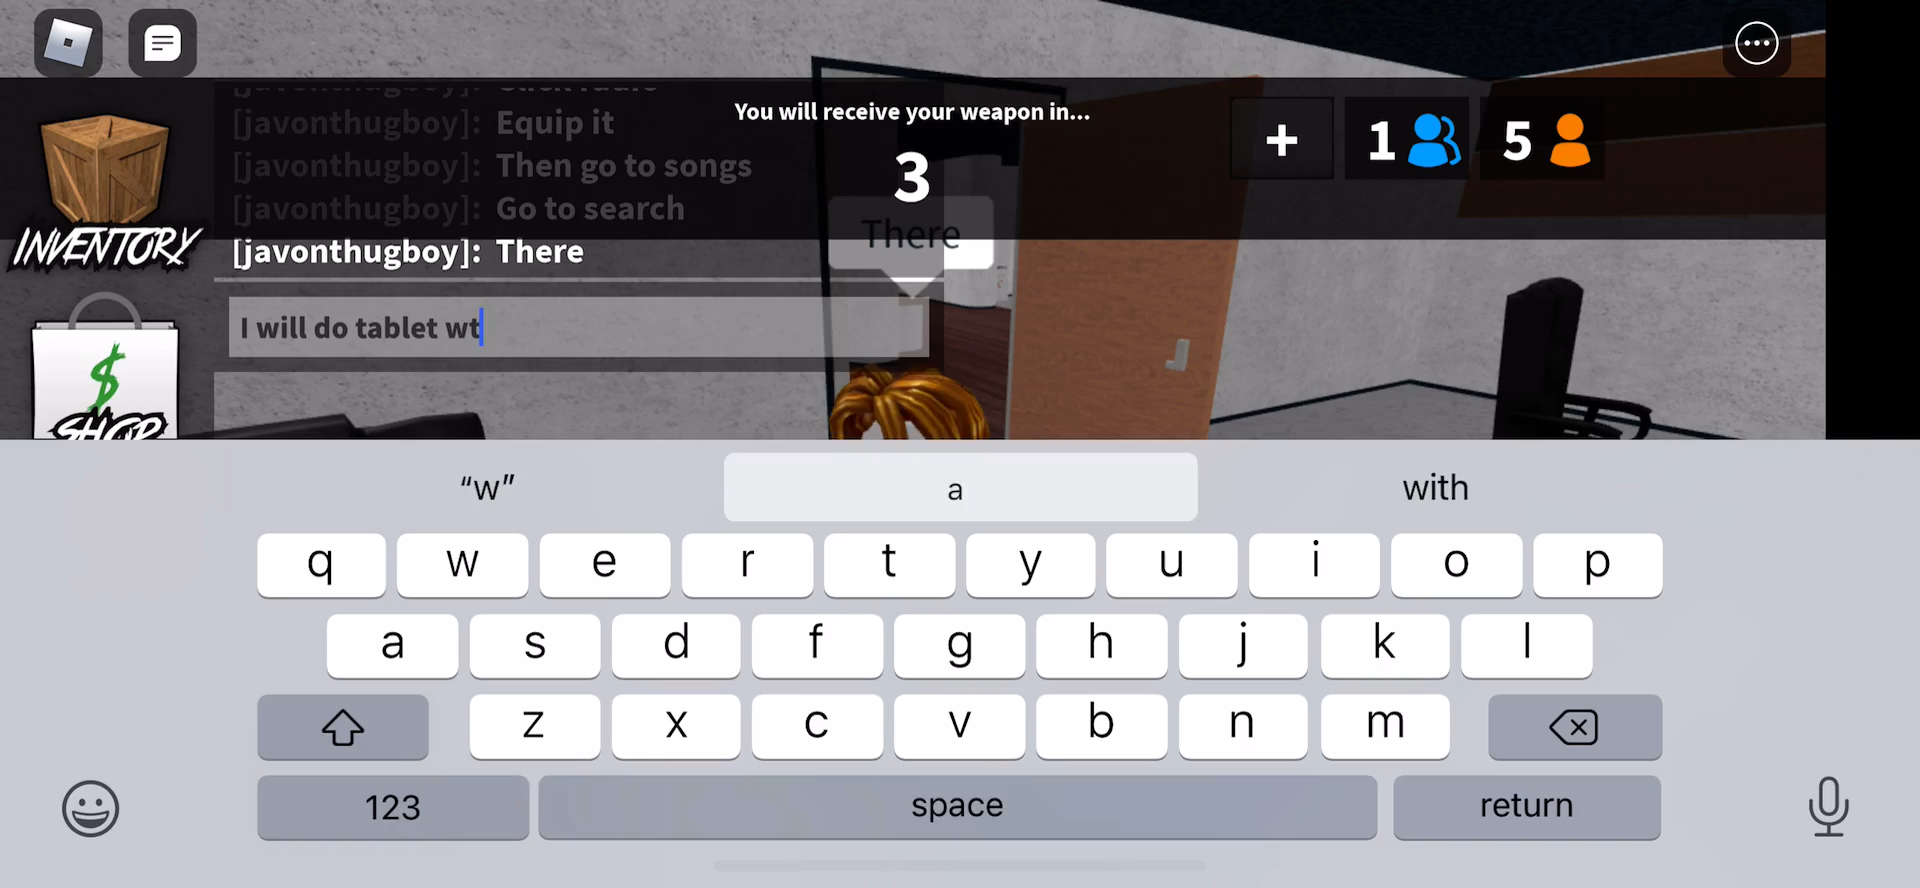 [javonthugboy]: Equip it
[javonthugboy]: Then go to songs
[javonthugboy]: Go to search
[javonthugboy]: There
You will receive your weapon in...
3
There
+
1
5
INVENTORY
$
SHOP
I will do tablet wt
“w”
a
with
q w e r t y u i o p
a s d f g h j k l
z x c v b n m
123
space
return